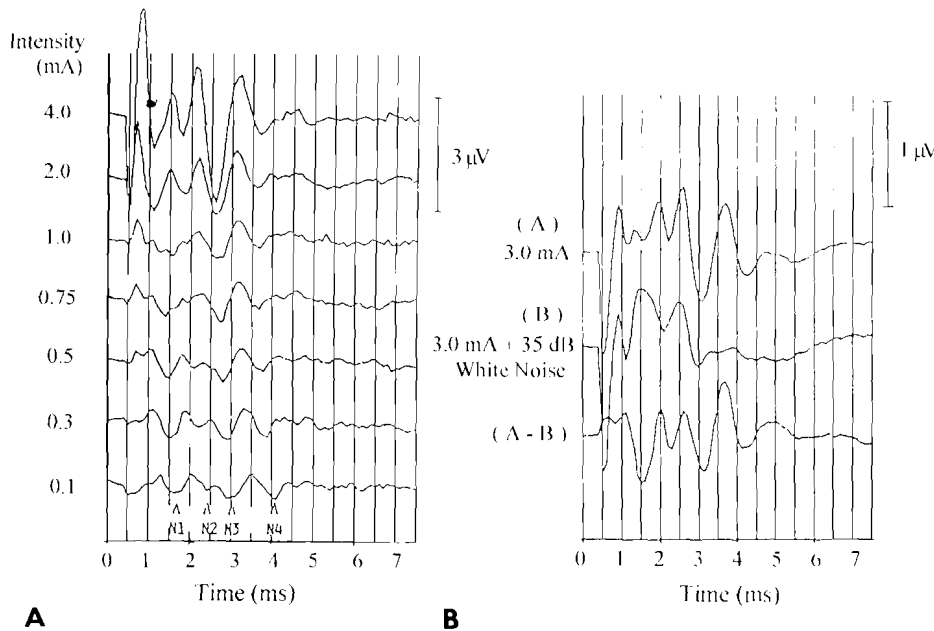 Intensity
(mA)
4.0
2.0
1.0
0.75
0.5
0.3
0.1
3 μV
N1 N2 N3 N4
0 1 2 3 4 5 6 7
Time (ms)
A
1 μV
( A )
3.0 mA
( B )
3.0 mA + 35 dB
White Noise
( A - B )
0 1 2 3 4 5 6 7
Time (ms)
B